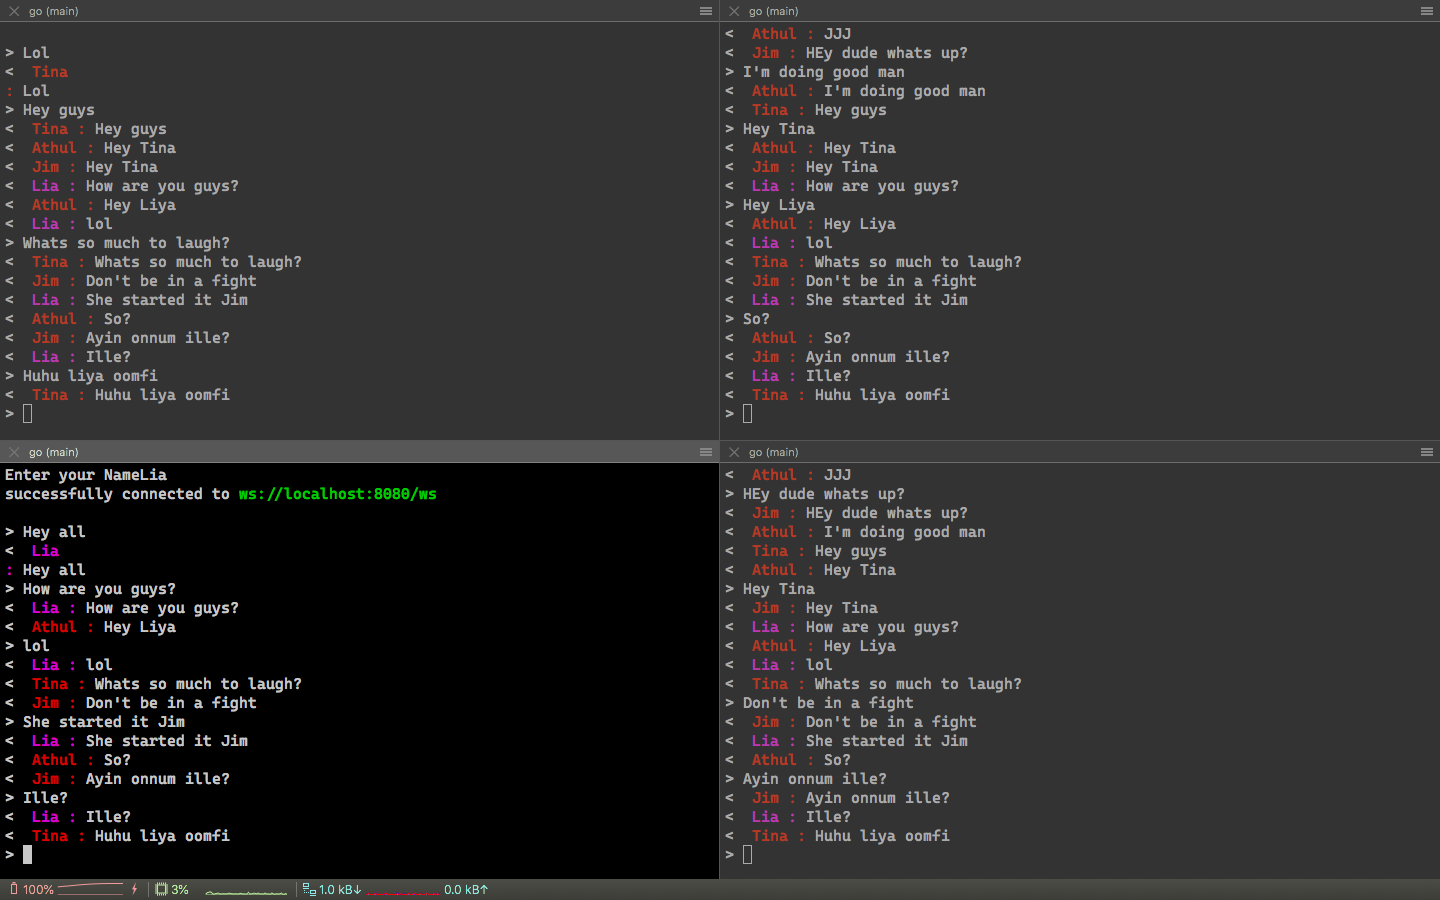 go (main)
> Lol
<  Tina
: Lol
> Hey guys
<  Tina : Hey guys
<  Athul : Hey Tina
<  Jim : Hey Tina
<  Lia : How are you guys?
<  Athul : Hey Liya
<  Lia : lol
> Whats so much to laugh?
<  Tina : Whats so much to laugh?
<  Jim : Don't be in a fight
<  Lia : She started it Jim
<  Athul : So?
<  Jim : Ayin onnum ille?
<  Lia : Ille?
> Huhu liya oomfi
<  Tina : Huhu liya oomfi
>
go (main)
<  Athul : JJJ
<  Jim : HEy dude whats up?
> I'm doing good man
<  Athul : I'm doing good man
<  Tina : Hey guys
> Hey Tina
<  Athul : Hey Tina
<  Jim : Hey Tina
<  Lia : How are you guys?
> Hey Liya
<  Athul : Hey Liya
<  Lia : lol
<  Tina : Whats so much to laugh?
<  Jim : Don't be in a fight
<  Lia : She started it Jim
> So?
<  Athul : So?
<  Jim : Ayin onnum ille?
<  Lia : Ille?
<  Tina : Huhu liya oomfi
>
go (main)
Enter your NameLia
successfully connected to ws://localhost:8080/ws
> Hey all
<  Lia
: Hey all
> How are you guys?
<  Lia : How are you guys?
<  Athul : Hey Liya
> lol
<  Lia : lol
<  Tina : Whats so much to laugh?
<  Jim : Don't be in a fight
> She started it Jim
<  Lia : She started it Jim
<  Athul : So?
<  Jim : Ayin onnum ille?
> Ille?
<  Lia : Ille?
<  Tina : Huhu liya oomfi
>
go (main)
<  Athul : JJJ
> HEy dude whats up?
<  Jim : HEy dude whats up?
<  Athul : I'm doing good man
<  Tina : Hey guys
<  Athul : Hey Tina
> Hey Tina
<  Jim : Hey Tina
<  Lia : How are you guys?
<  Athul : Hey Liya
<  Lia : lol
<  Tina : Whats so much to laugh?
> Don't be in a fight
<  Jim : Don't be in a fight
<  Lia : She started it Jim
<  Athul : So?
> Ayin onnum ille?
<  Jim : Ayin onnum ille?
<  Lia : Ille?
<  Tina : Huhu liya oomfi
>
100% 3% 1.0 kB↓ 0.0 kB↑